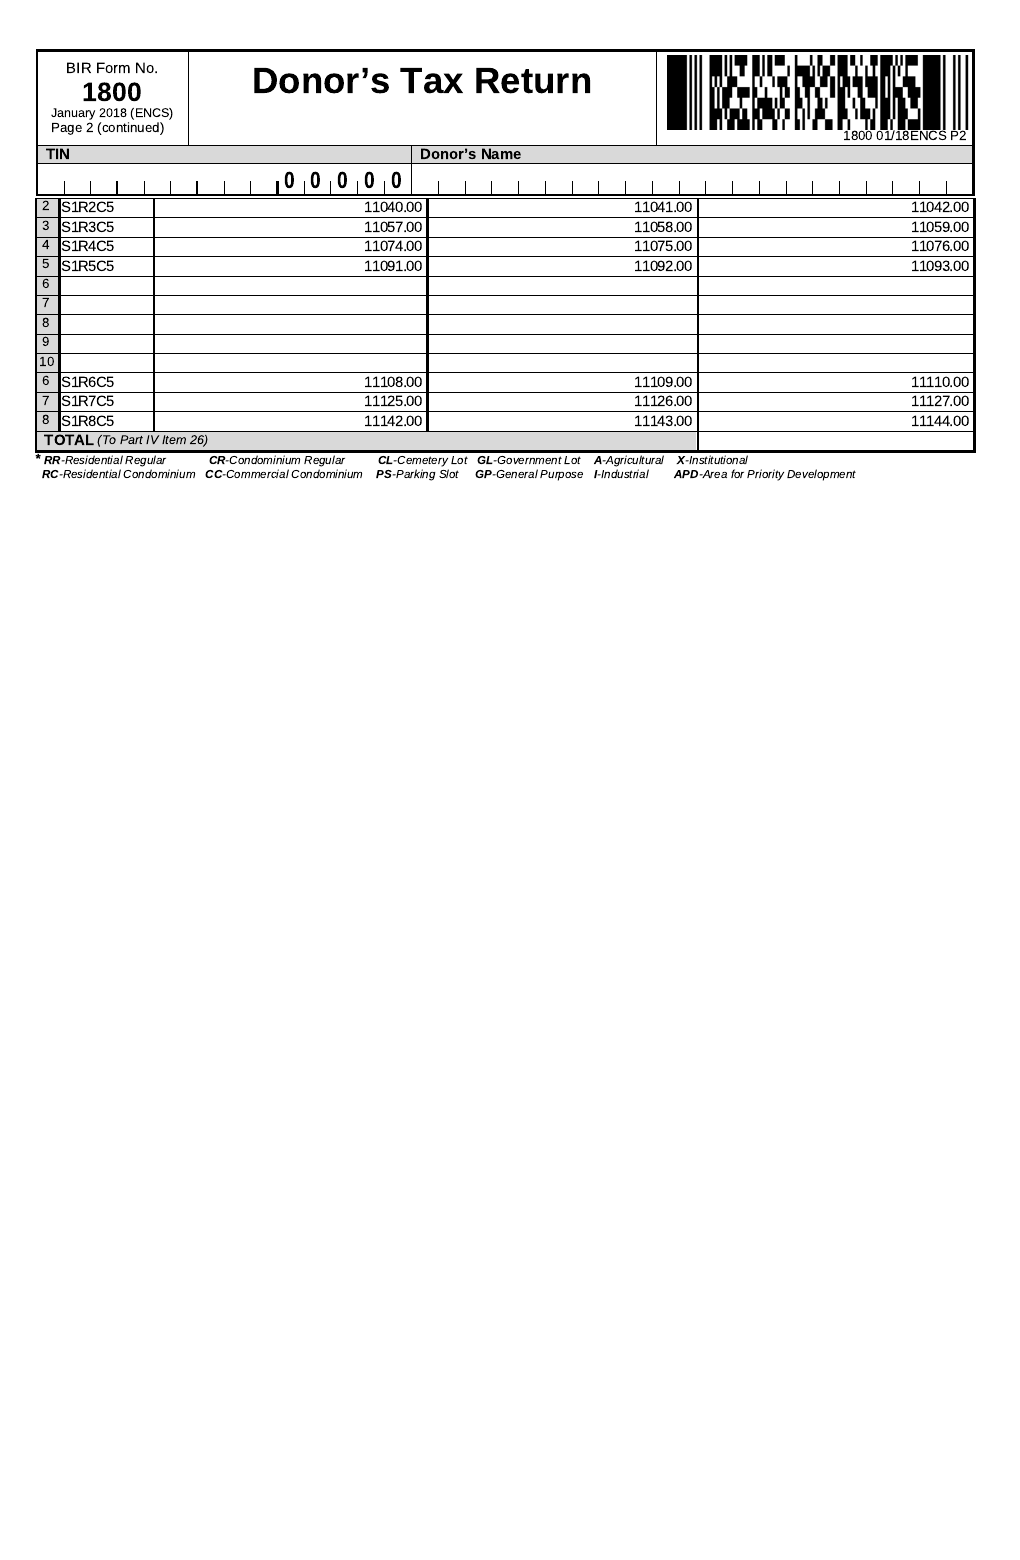 BIR Form No.
1800
January 2018 (ENCS)
Page 2 (continued)
Donor’s Tax Return
1800 01/18ENCS P2
TIN Donor’s Name
0 0 0 0 0
2 S1R2C5 11040.00 11041.00 11042.00
3 S1R3C5 11057.00 11058.00 11059.00
4 S1R4C5 11074.00 11075.00 11076.00
5 S1R5C5 11091.00 11092.00 11093.00
6
7
8
9
10
6 S1R6C5 11108.00 11109.00 11110.00
7 S1R7C5 11125.00 11126.00 11127.00
8 S1R8C5 11142.00 11143.00 11144.00
TOTAL (To Part IV Item 26)
* RR-Residential Regular CR-Condominium Regular CL-Cemetery Lot GL-Government Lot A-Agricultural X-Institutional
RC-Residential Condominium CC-Commercial Condominium PS-Parking Slot GP-General Purpose I-Industrial APD-Area for Priority Development